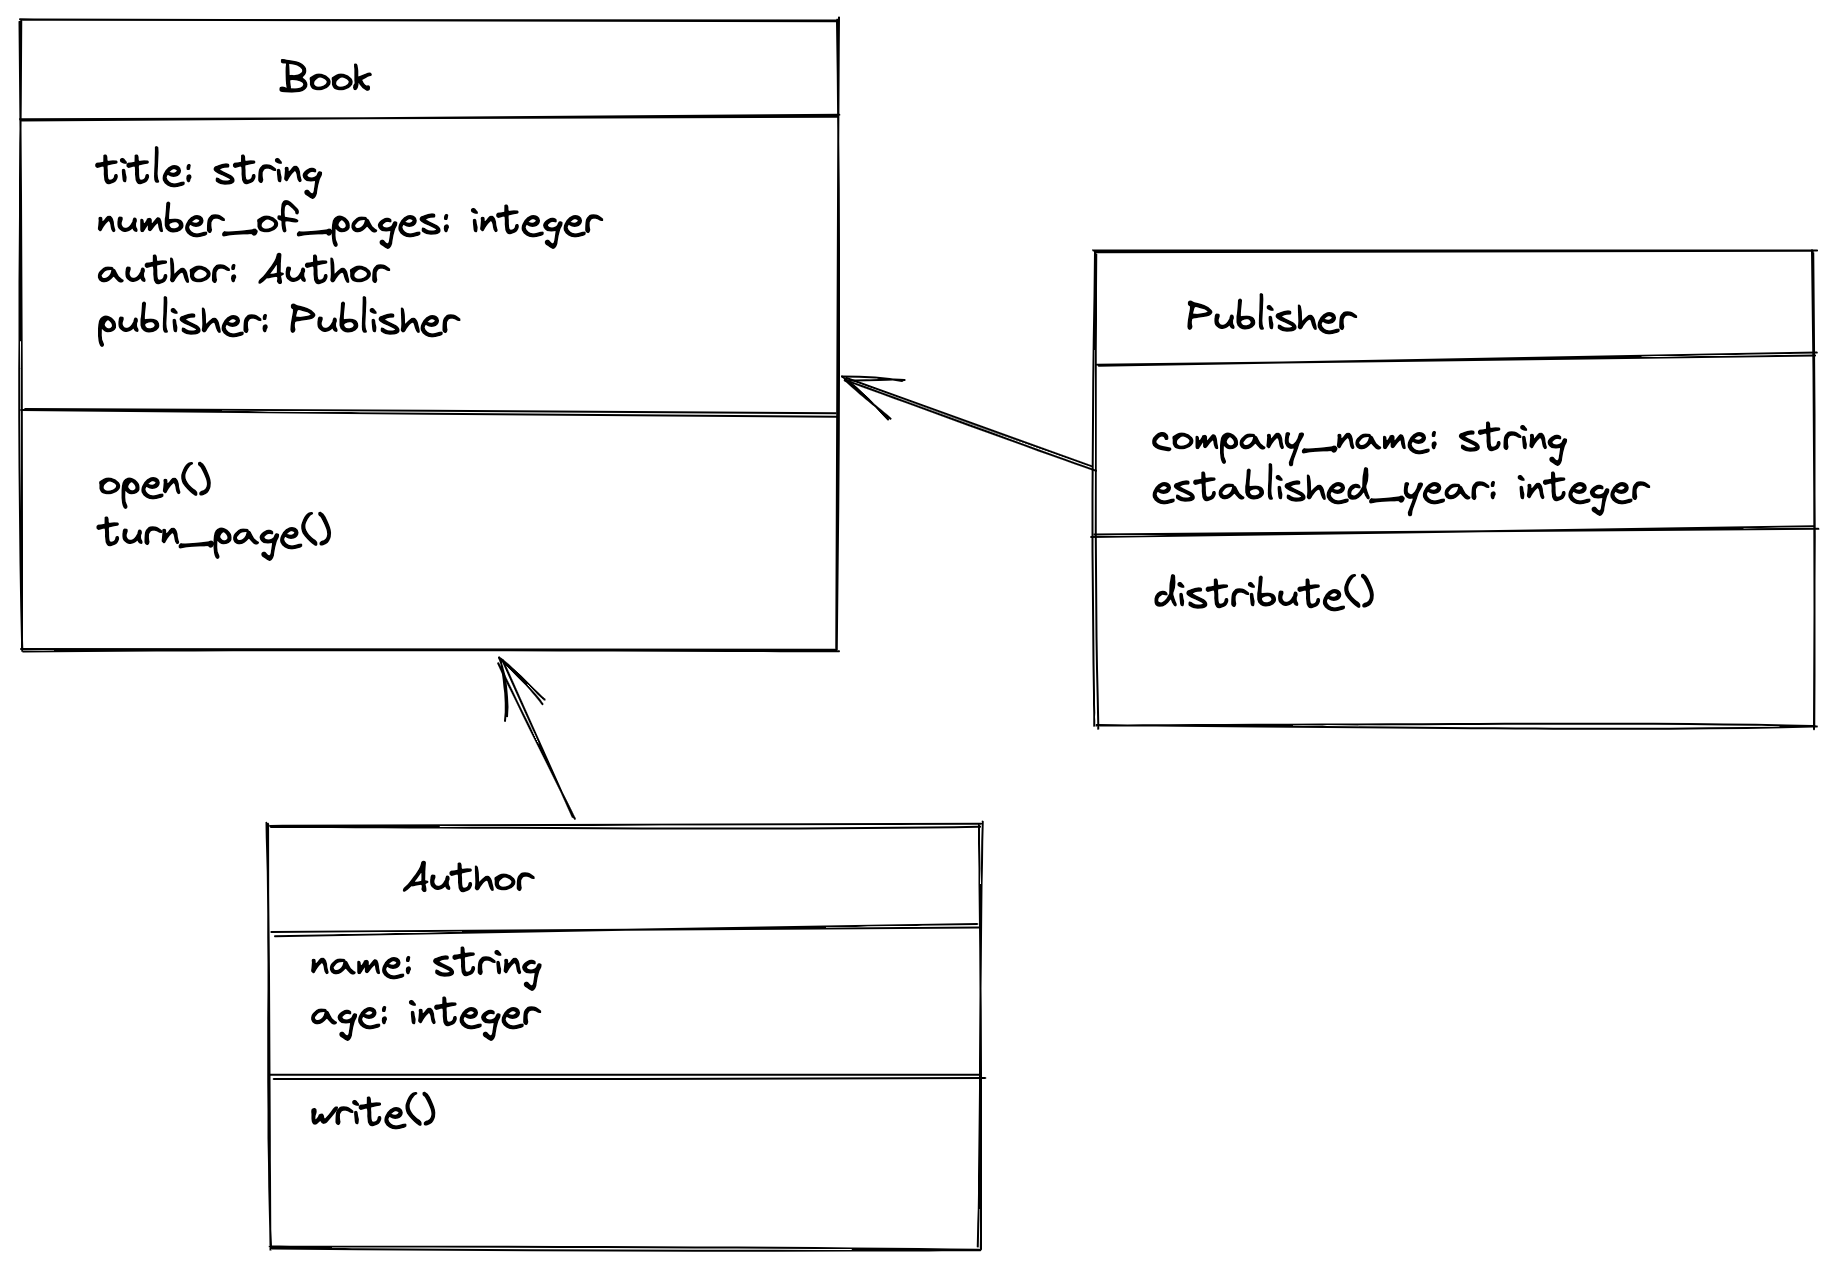 Book
title: string
number_of_pages: integer
author: Author
publisher: Publisher
open()
turn_page()
Publisher
company_name: string
established_year: integer
distribute()
Author
name: string
age: integer
write()